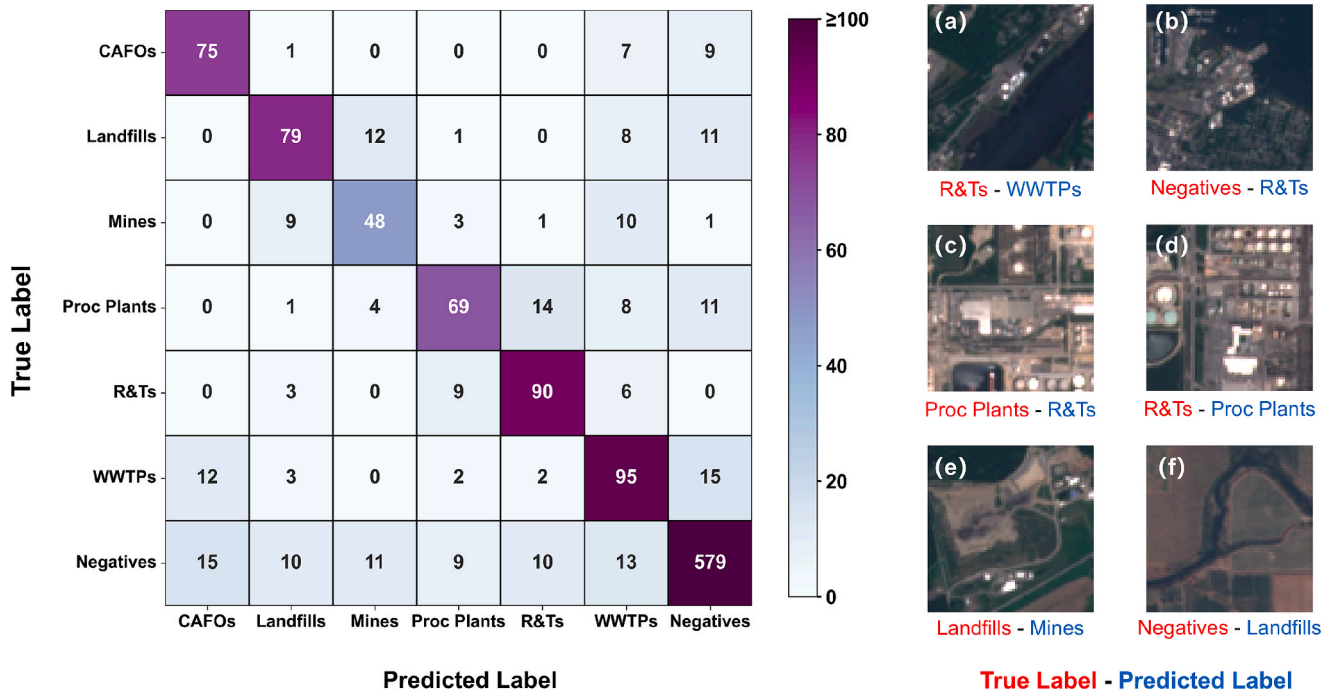 True Label
CAFOs 75 1 0 0 0 7 9
Landfills 0 79 12 1 0 8 11
Mines 0 9 48 3 1 10 1
Proc Plants 0 1 4 69 14 8 11
R&Ts 0 3 0 9 90 6 0
WWTPs 12 3 0 2 2 95 15
Negatives 15 10 11 9 10 13 579
CAFOs Landfills Mines Proc Plants R&Ts WWTPs Negatives
Predicted Label
≥100
80
60
40
20
0
(a)
R&Ts - WWTPs
(b)
Negatives - R&Ts
(c)
Proc Plants - R&Ts
(d)
R&Ts - Proc Plants
(e)
Landfills - Mines
(f)
Negatives - Landfills
True Label - Predicted Label